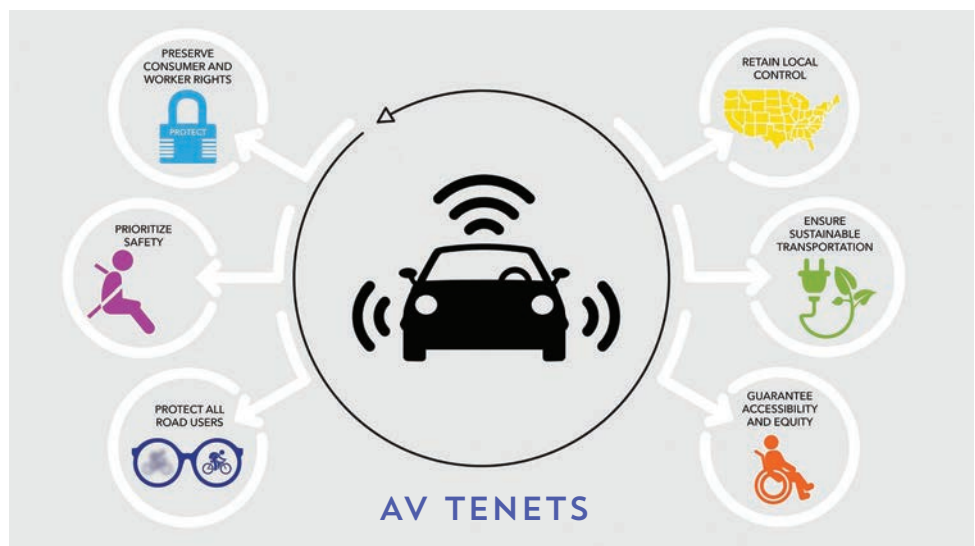 PRESERVE
CONSUMER AND
WORKER RIGHTS
PROTECT
PRIORITIZE
SAFETY
PROTECT ALL
ROAD USERS
RETAIN LOCAL
CONTROL
ENSURE
SUSTAINABLE
TRANSPORTATION
GUARANTEE
ACCESSIBILITY
AND EQUITY
AV TENETS